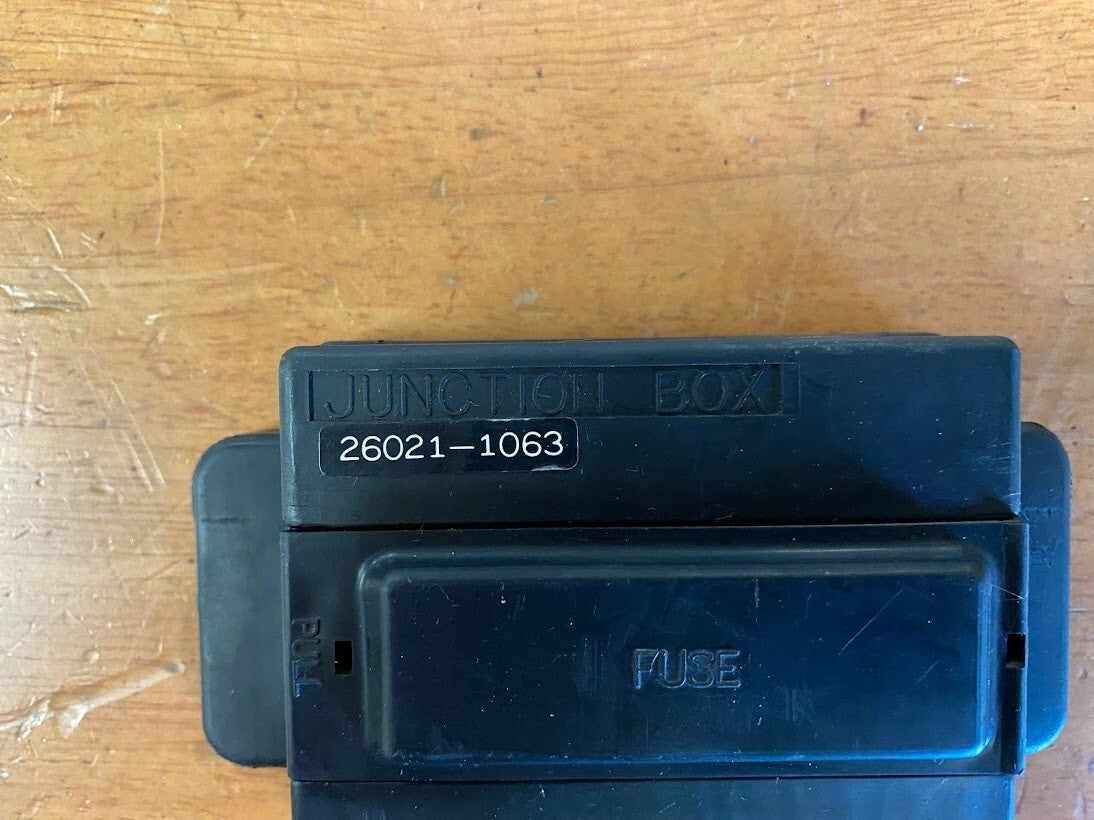 JUNCTION BOX
26021-1063
PULL
FUSE